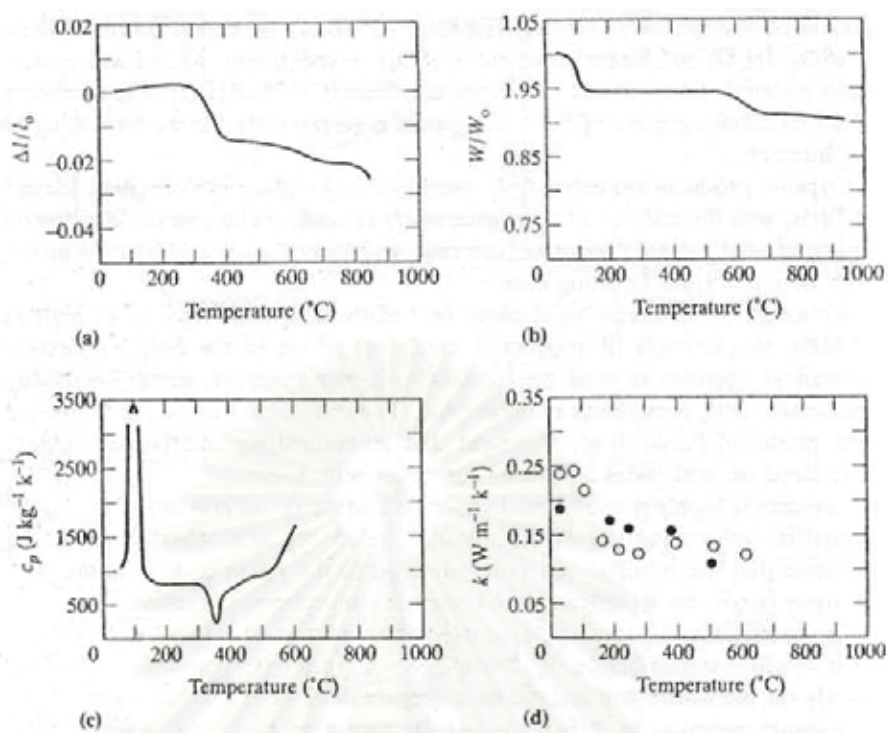 0.02
0
-0.02
-0.04
Δl/lₒ
0 200 400 600 800 1000
Temperature (°C)
(a)
1.05
1.95
0.85
0.75
W/Wₒ
0 200 400 600 800 1000
Temperature (°C)
(b)
3500
2500
1500
500
c̄ₚ (J kg⁻¹ k⁻¹)
0 200 400 600 800 1000
Temperature (°C)
(c)
0.35
0.25
0.15
0.05
k (W m⁻¹ k⁻¹)
0 200 400 600 800 1000
Temperature (°C)
(d)